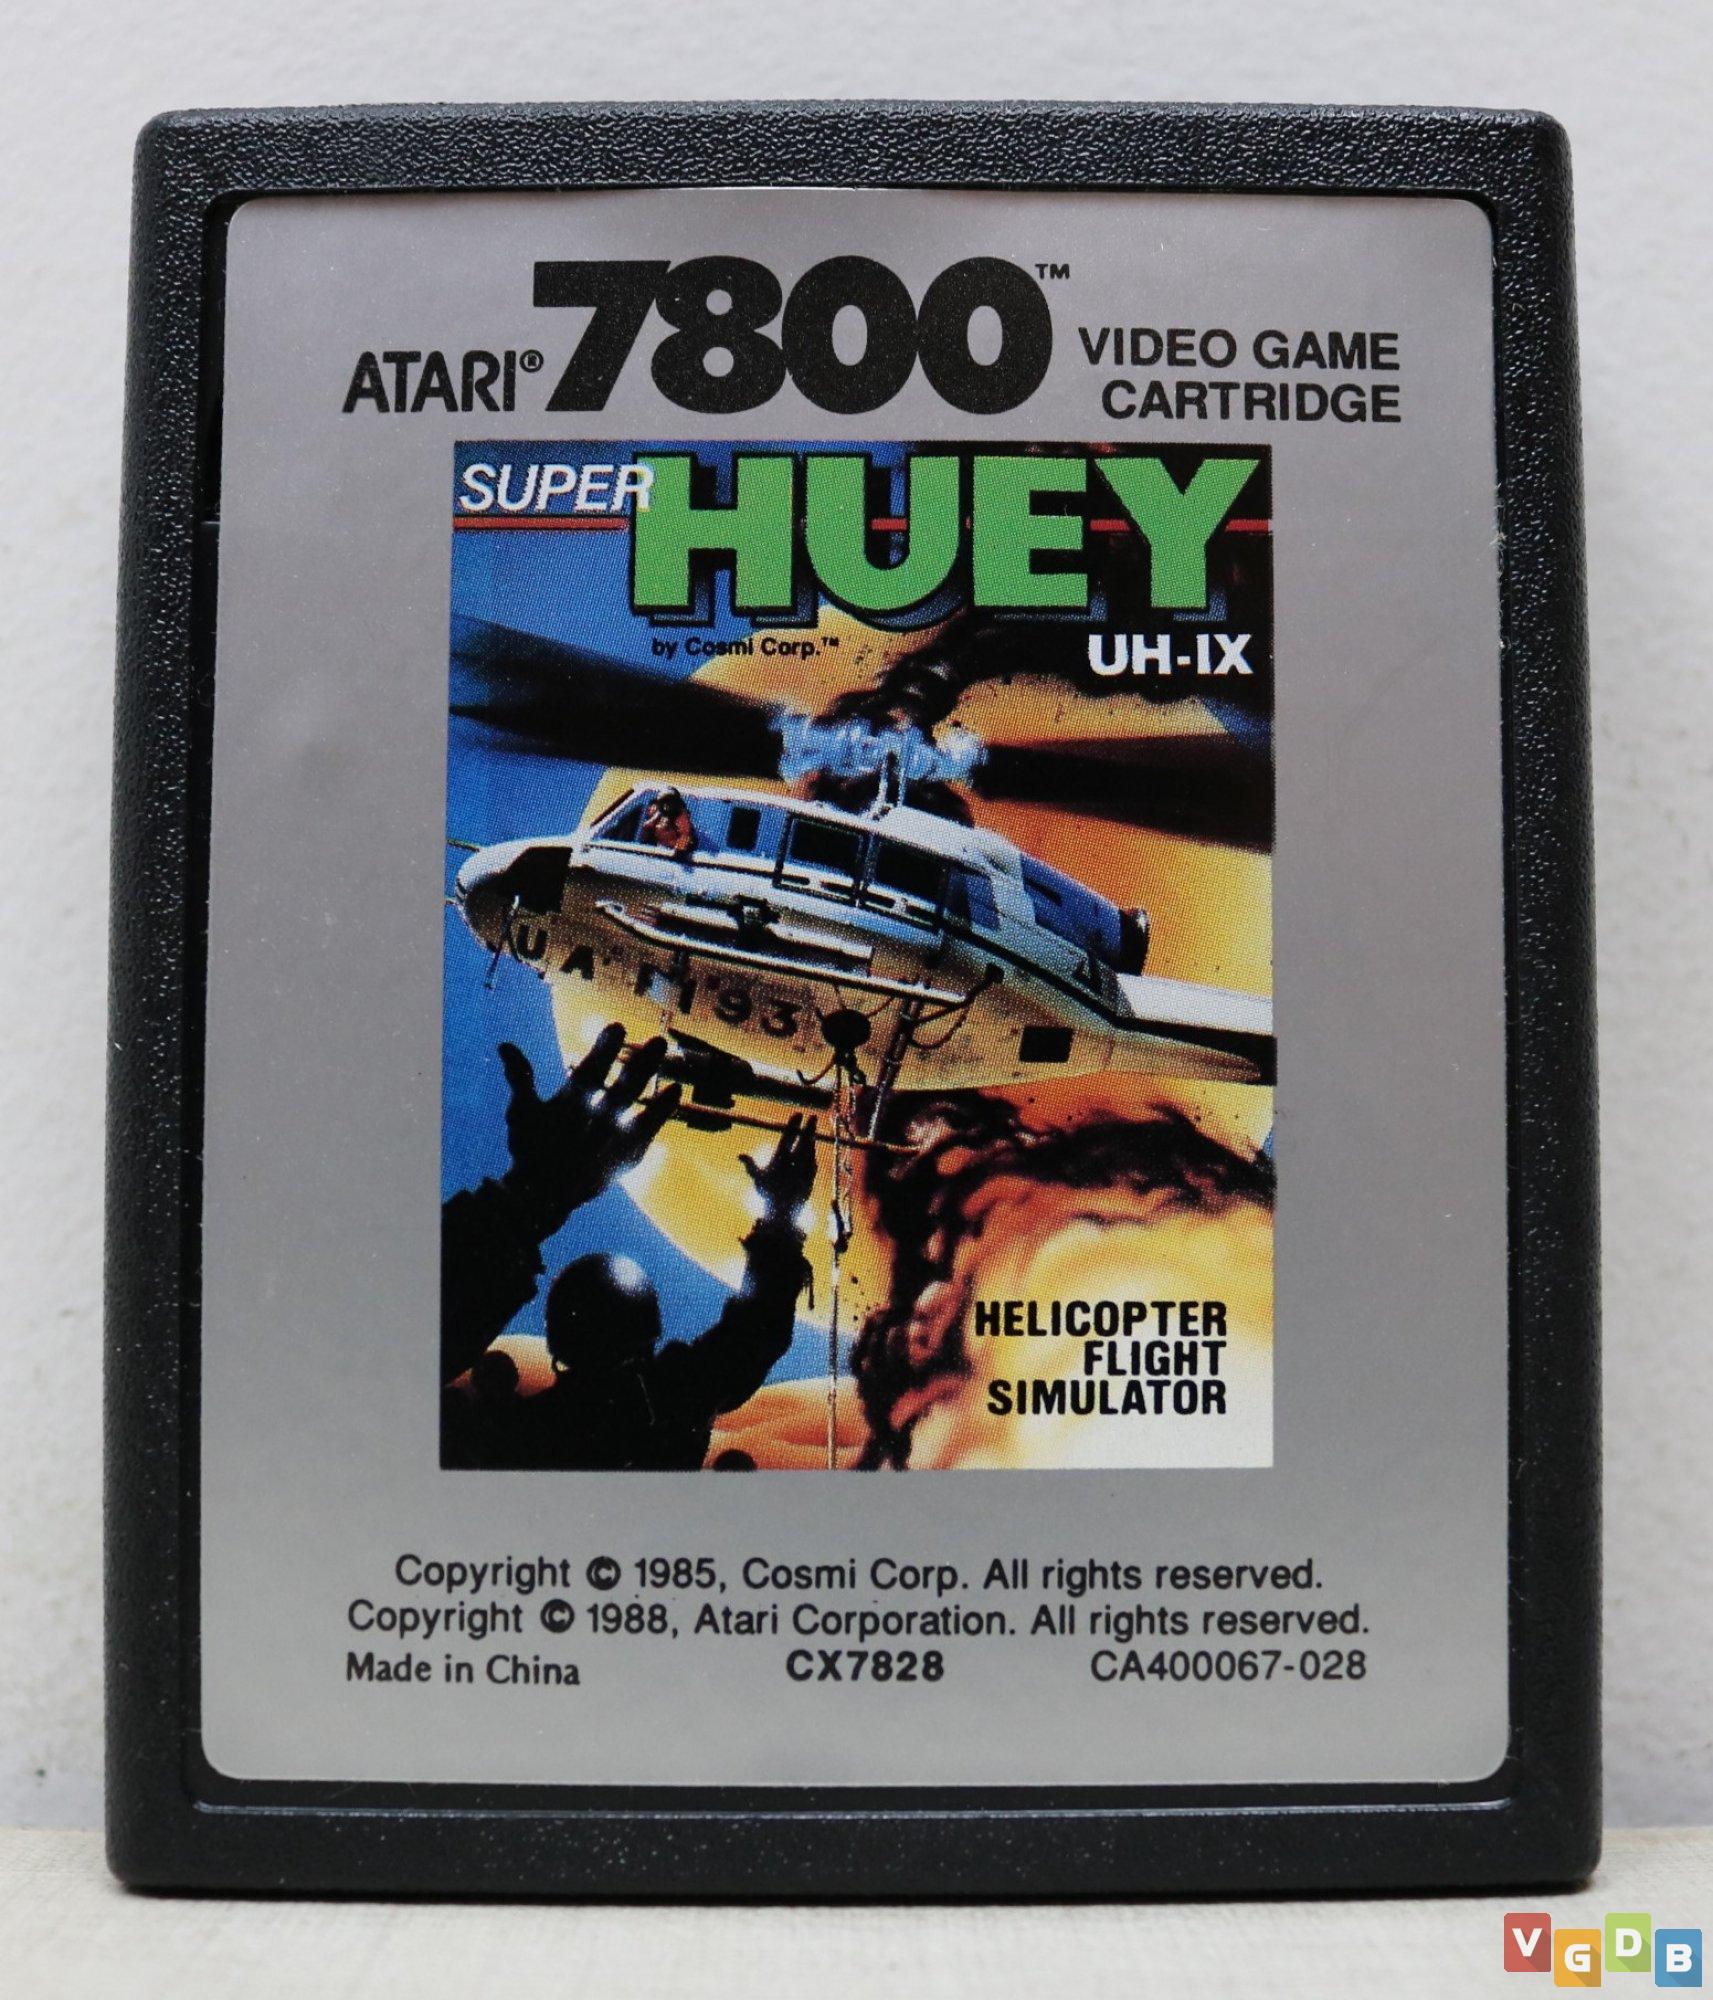 ATARI® 7800™ VIDEO GAME
CARTRIDGE
SUPER HUEY
by Cosmi Corp.™
UH-IX
HELICOPTER
FLIGHT
SIMULATOR
Copyright © 1985, Cosmi Corp. All rights reserved.
Copyright © 1988, Atari Corporation. All rights reserved.
Made in China CX7828 CA400067-028
VGDB